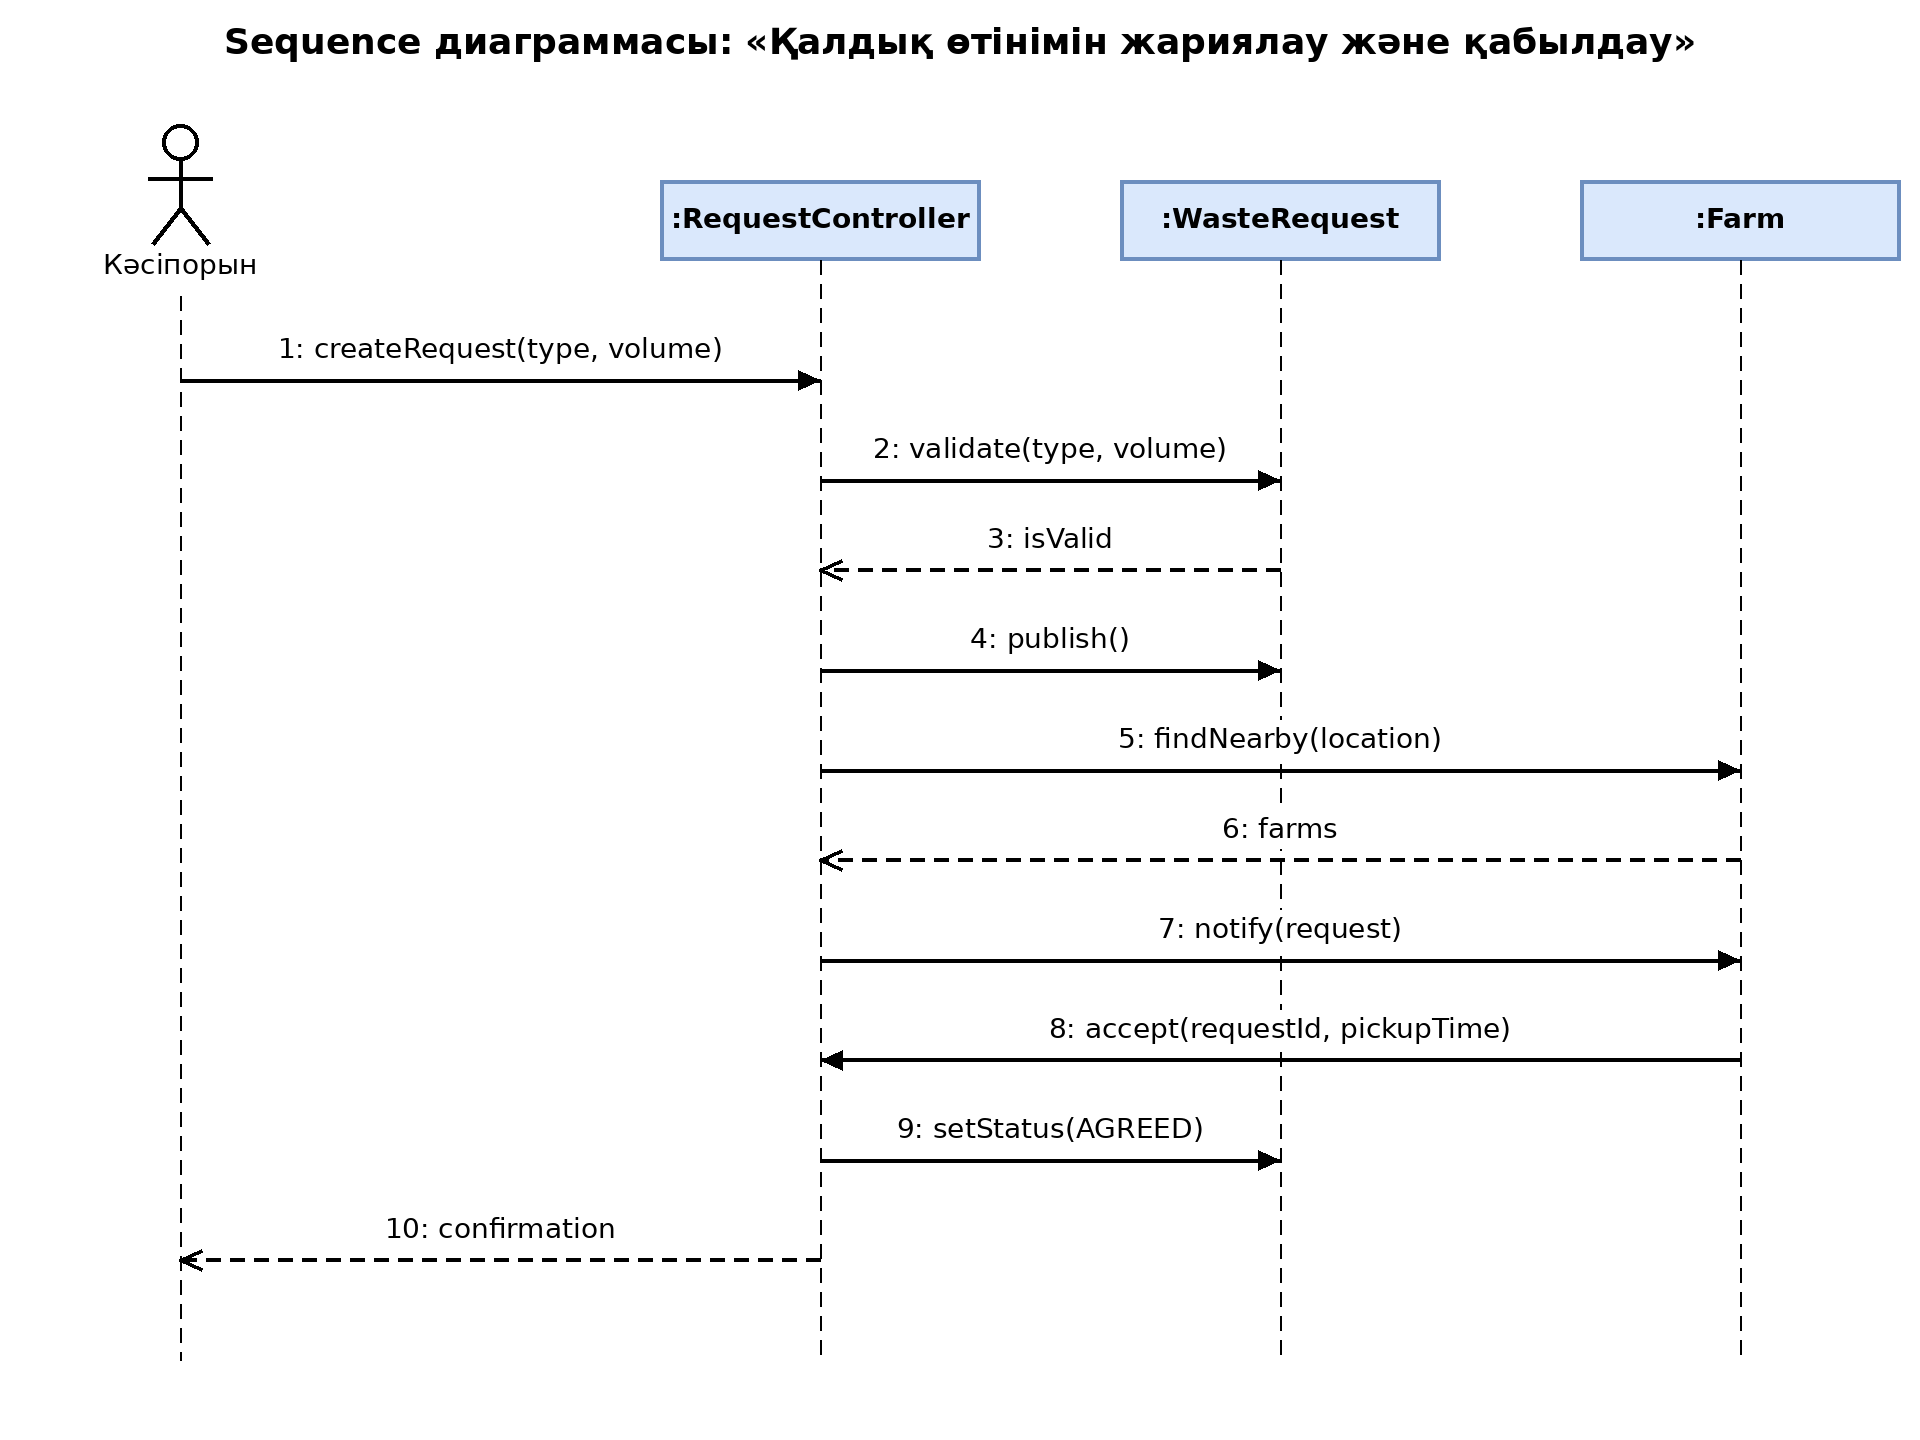 Sequence диаграммасы: «Қалдық өтінімін жариялау және қабылдау»
Кәсіпорын
:RequestController
:WasteRequest
:Farm
1: createRequest(type, volume)
2: validate(type, volume)
3: isValid
4: publish()
5: findNearby(location)
6: farms
7: notify(request)
8: accept(requestId, pickupTime)
9: setStatus(AGREED)
10: confirmation